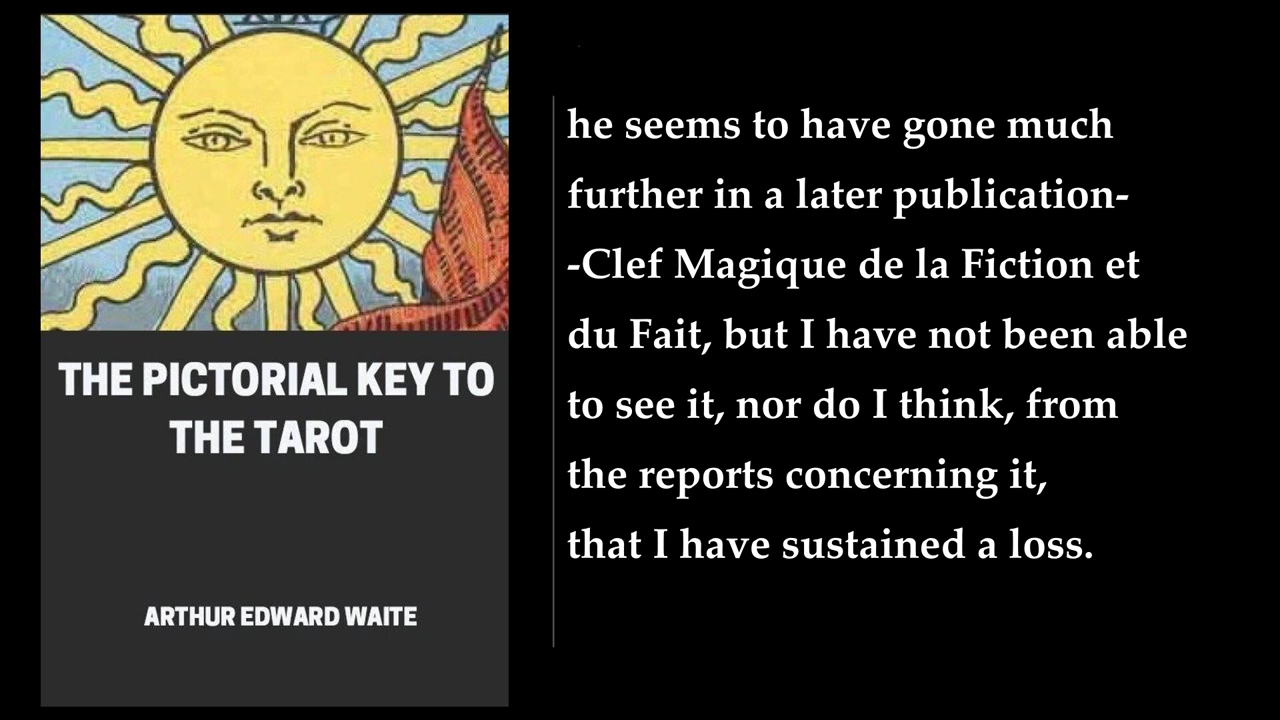 XIX
THE PICTORIAL KEY TO
THE TAROT
ARTHUR EDWARD WAITE
he seems to have gone much
further in a later publication-
-Clef Magique de la Fiction et
du Fait, but I have not been able
to see it, nor do I think, from
the reports concerning it,
that I have sustained a loss.